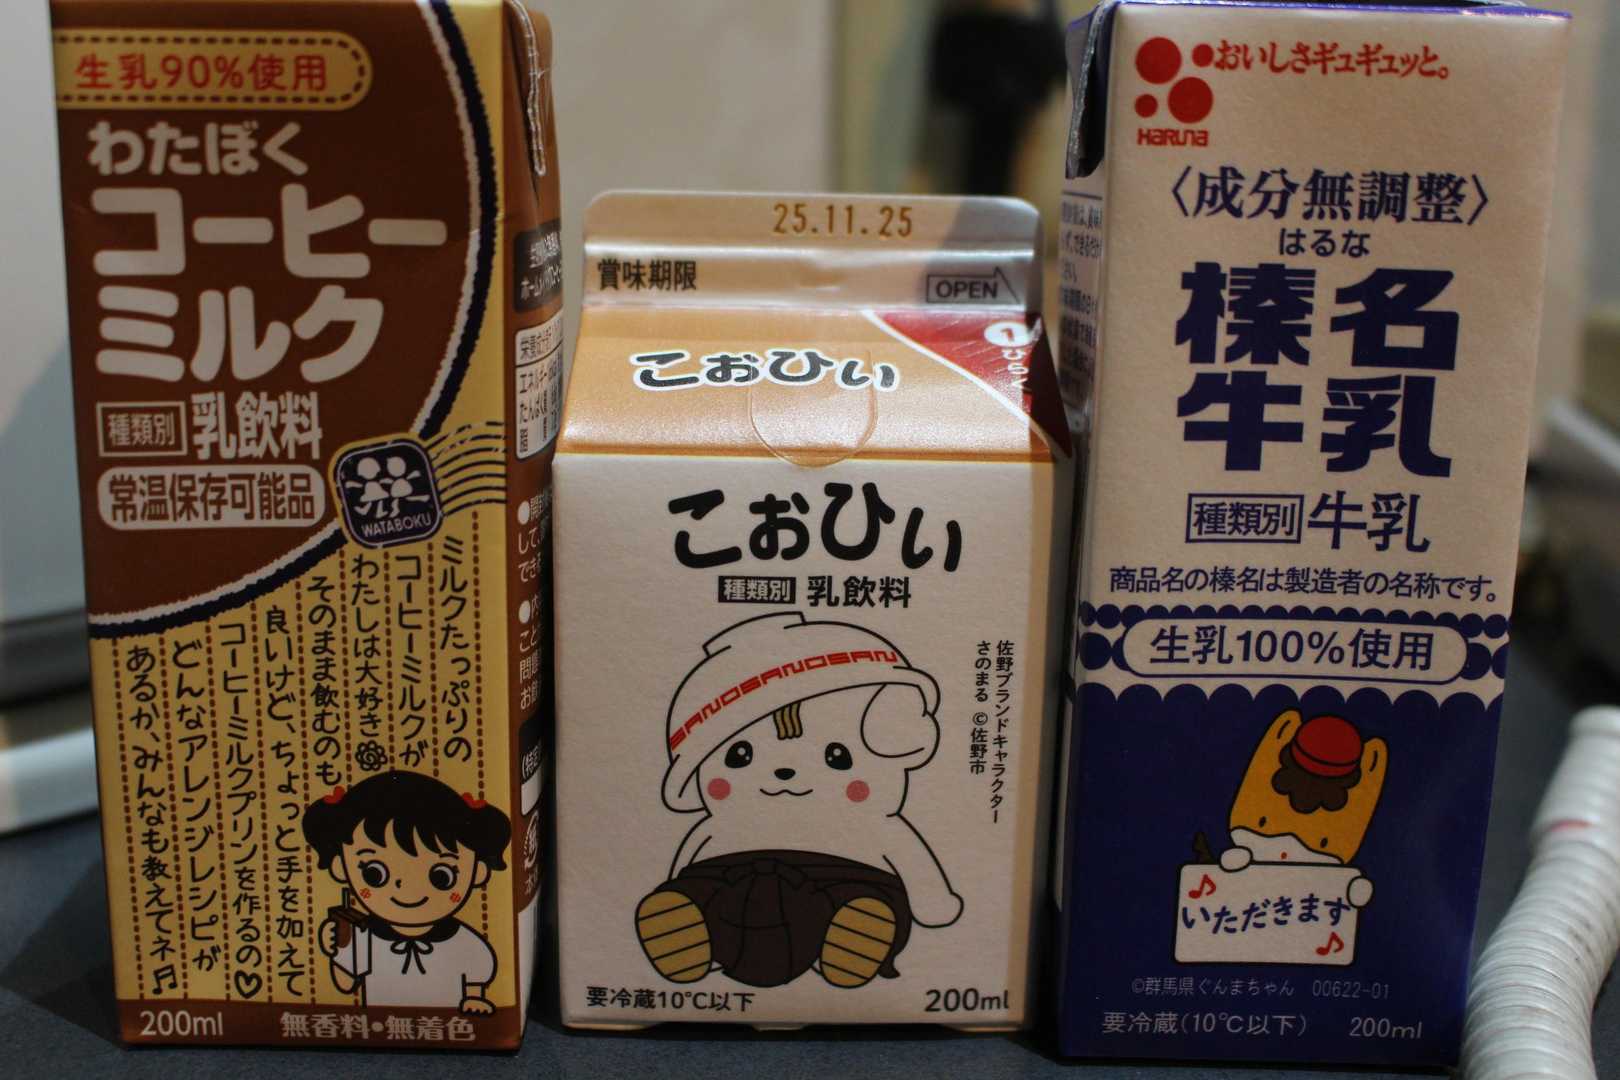 生乳90%使用
わたぼく
コーヒー
ミルク
種類別 乳飲料
常温保存可能品
WATABOKU
ミルクたっぷりの
コーヒーミルクが
わたしは大好き
そのまま飲むのも
良いけど、ちょっと手を加えて
コーヒーミルクプリンを作るの♡
どんなアレンジレシピが
あるか、みんなも教えてネ♬
200ml 無香料・無着色
25.11.25
賞味期限
OPEN
1 ひらく
こおひい
こおひい
種類別 乳飲料
佐野ブランドキャラクター
さのまる ©佐野市
SANOSANOSAN
要冷蔵10℃以下 200ml
おいしさギュギュッと。
HARUNA
〈成分無調整〉
はるな
榛名
牛乳
種類別 牛乳
商品名の榛名は製造者の名称です。
生乳100%使用
♪いただきます♪
©群馬県ぐんまちゃん 00622-01
要冷蔵(10℃以下) 200ml